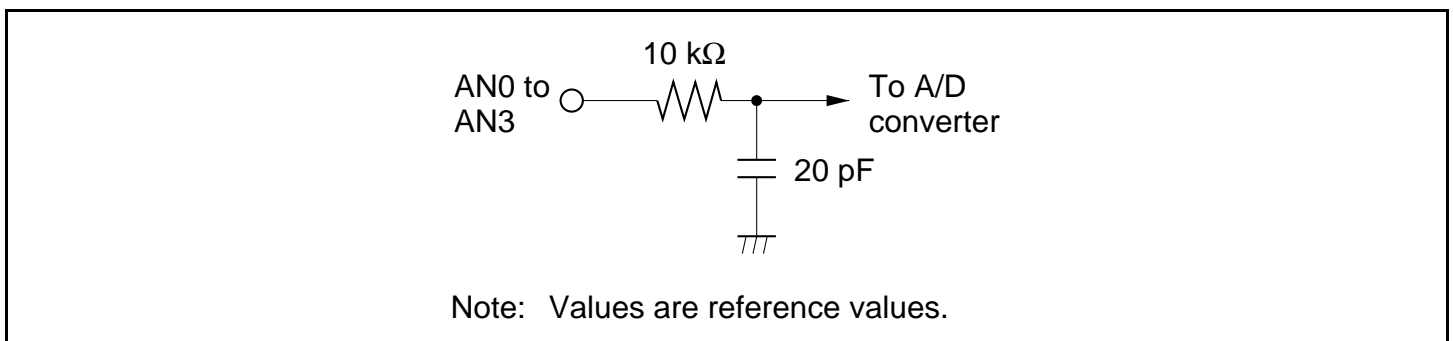 10 kΩ
AN0 to
AN3
To A/D
converter
20 pF
Note: Values are reference values.